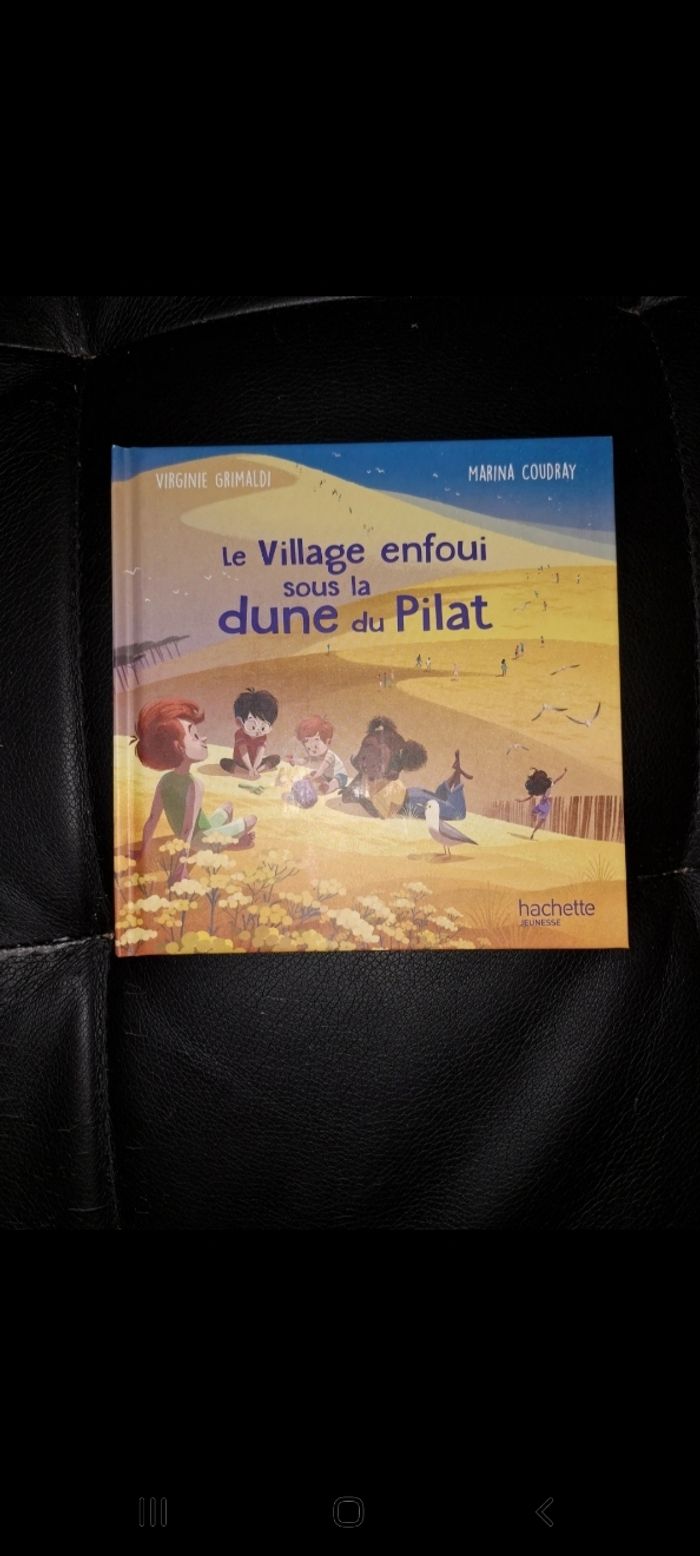 VIRGINIE GRIMALDI
MARINA COUDRAY
Le Village enfoui
sous la
dune du Pilat
hachette
JEUNESSE